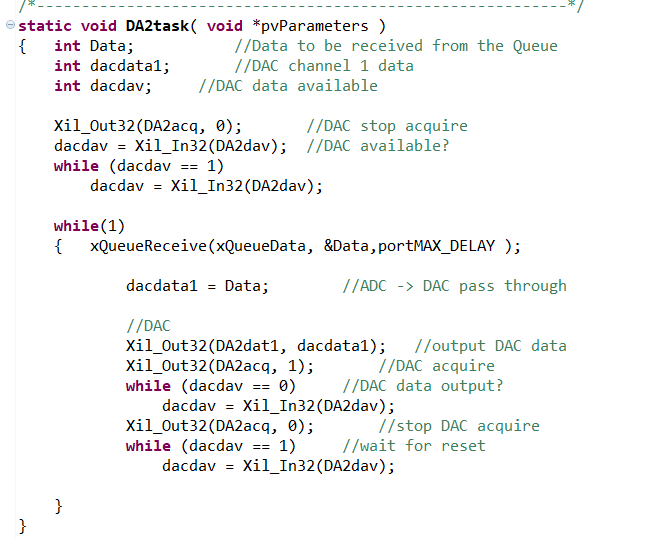 /*----------------------------------------------------------*/
static void DA2task( void *pvParameters )
{   int Data;           //Data to be received from the Queue
    int dacdata1;       //DAC channel 1 data
    int dacdav;     //DAC data available
    Xil_Out32(DA2acq, 0);       //DAC stop acquire
    dacdav = Xil_In32(DA2dav);  //DAC available?
    while (dacdav == 1)
        dacdav = Xil_In32(DA2dav);
    while(1)
    {   xQueueReceive(xQueueData, &Data,portMAX_DELAY );
            dacdata1 = Data;        //ADC -> DAC pass through
            //DAC
            Xil_Out32(DA2dat1, dacdata1);   //output DAC data
            Xil_Out32(DA2acq, 1);       //DAC acquire
            while (dacdav == 0)     //DAC data output?
                dacdav = Xil_In32(DA2dav);
            Xil_Out32(DA2acq, 0);       //stop DAC acquire
            while (dacdav == 1)     //wait for reset
                dacdav = Xil_In32(DA2dav);
    }
}